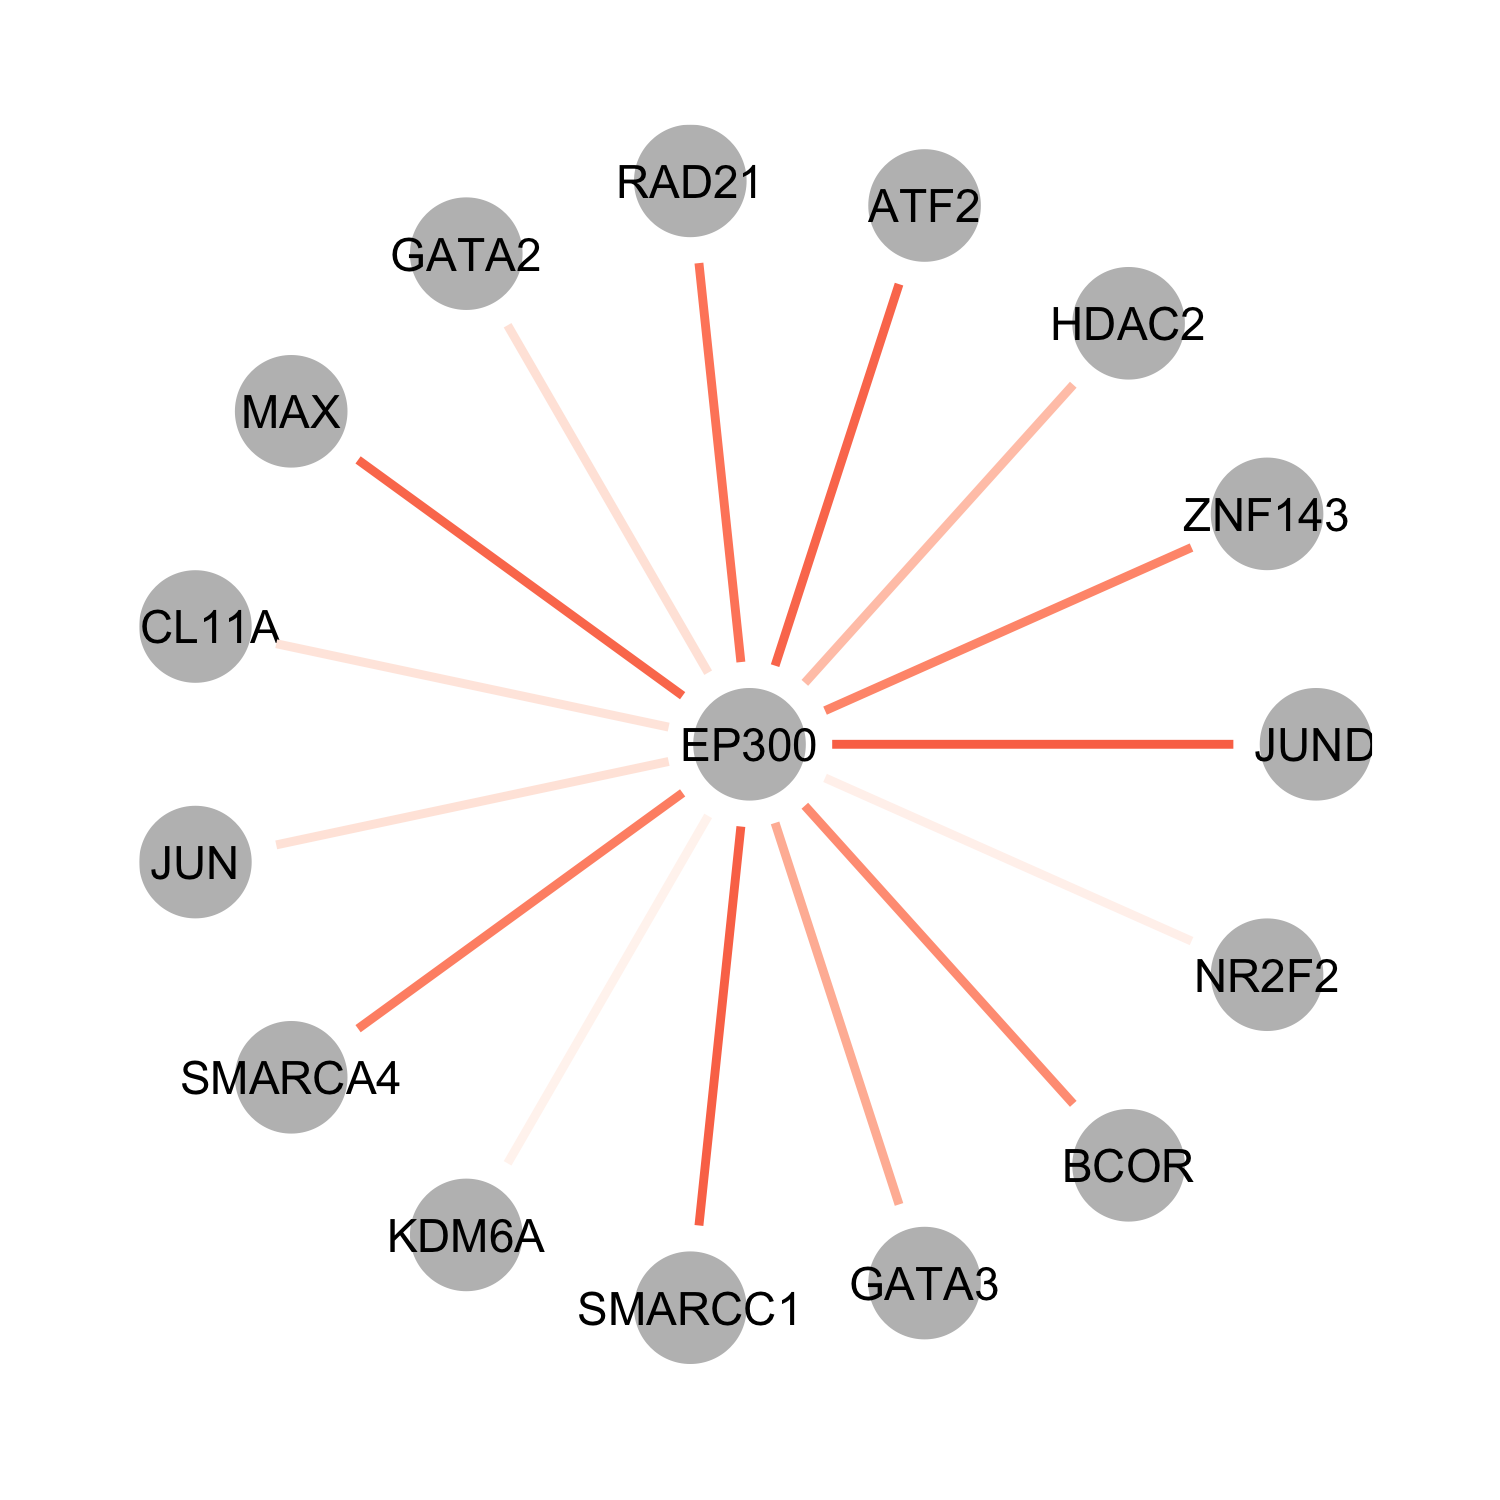 RAD21
ATF2
GATA2
HDAC2
MAX
ZNF143
CL11A
EP300
JUND
JUN
NR2F2
SMARCA4
BCOR
KDM6A
GATA3
SMARCC1